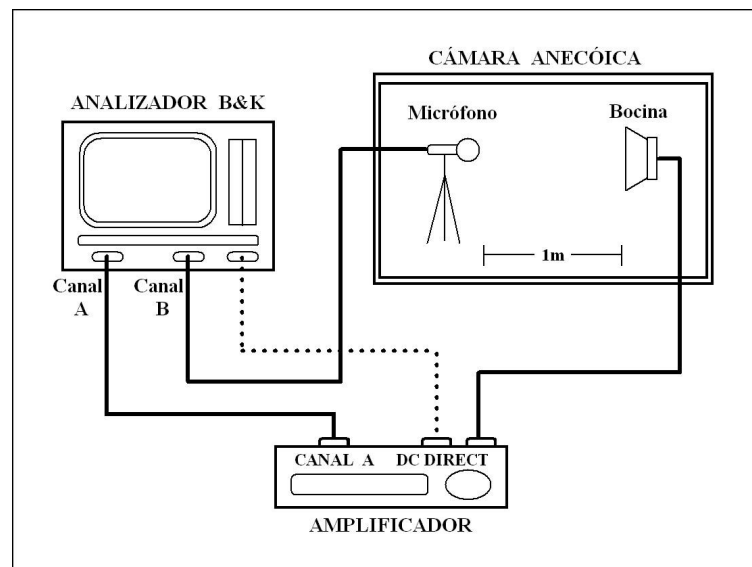 CÁMARA ANECÓICA
ANALIZADOR B&K
Micrófono
Bocina
1m
Canal
A
Canal
B
CANAL A
DC DIRECT
AMPLIFICADOR